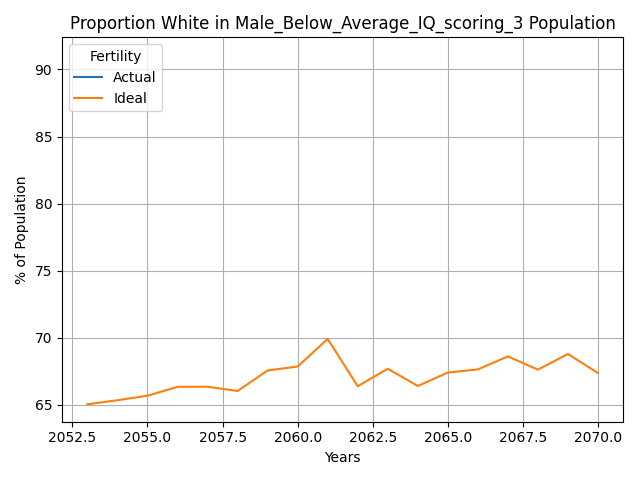 Proportion White in Male_Below_Average_IQ_scoring_3 Population
Fertility
Actual
Ideal
90
85
80
75
70
65
% of Population
2052.5 2055.0 2057.5 2060.0 2062.5 2065.0 2067.5 2070.0
Years